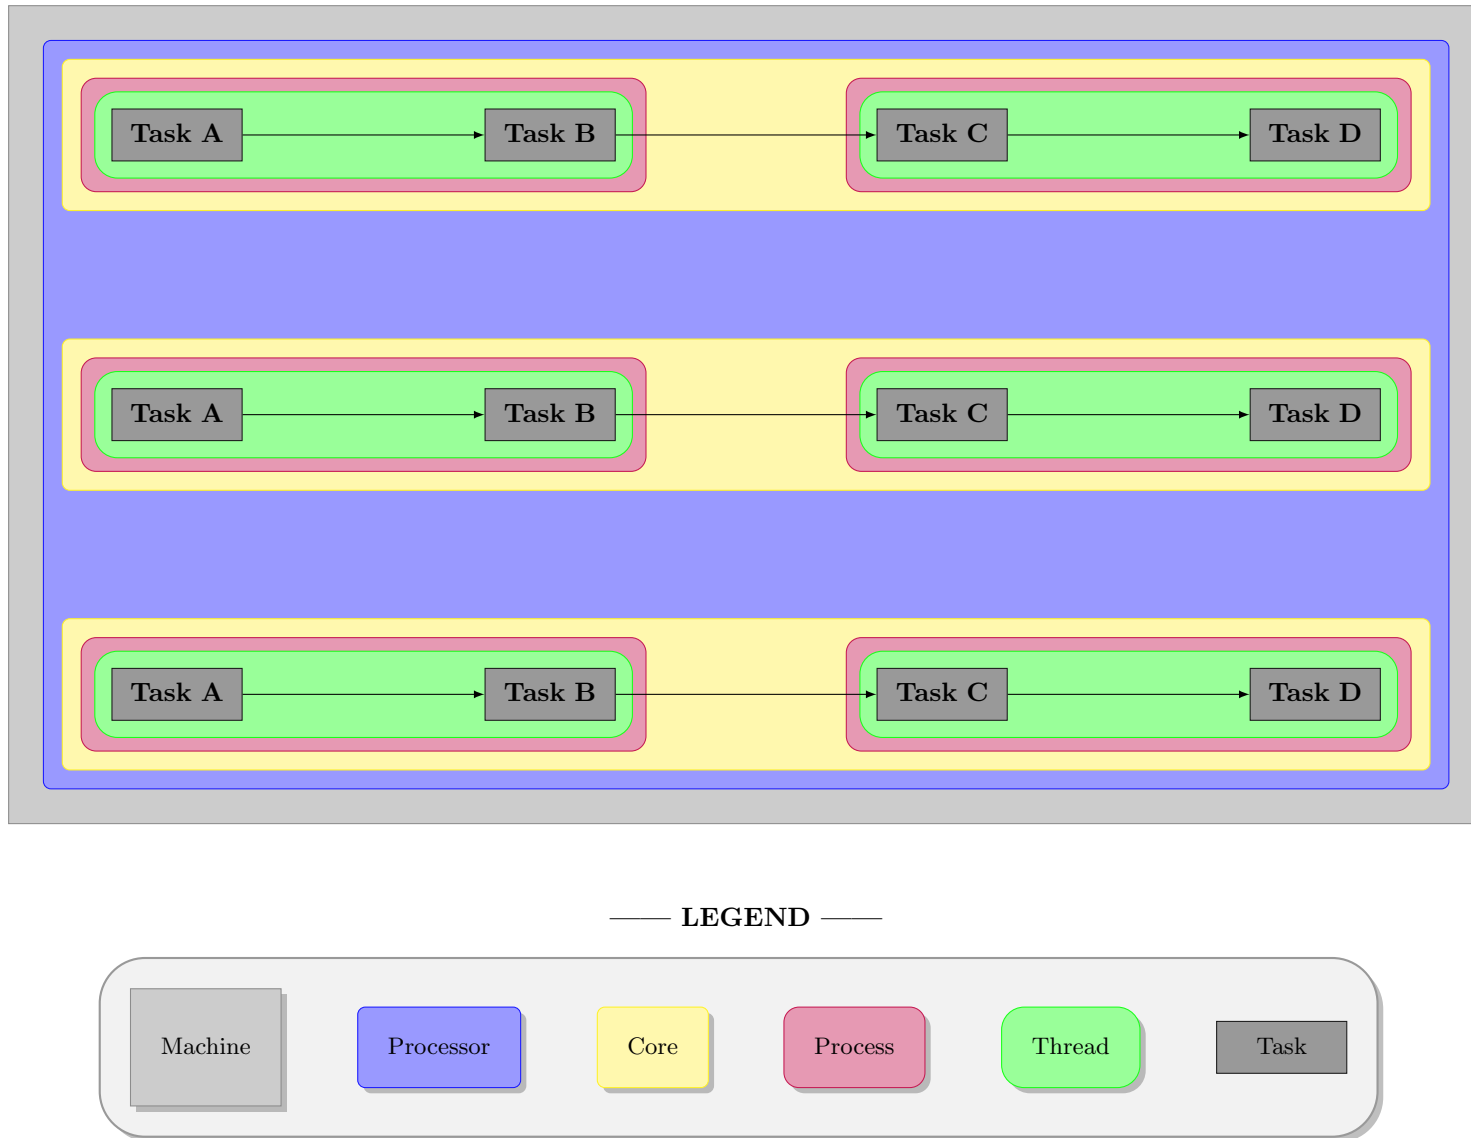 Task A Task B Task C Task D
Task A Task B Task C Task D
Task A Task B Task C Task D
LEGEND
Machine Processor Core Process Thread Task